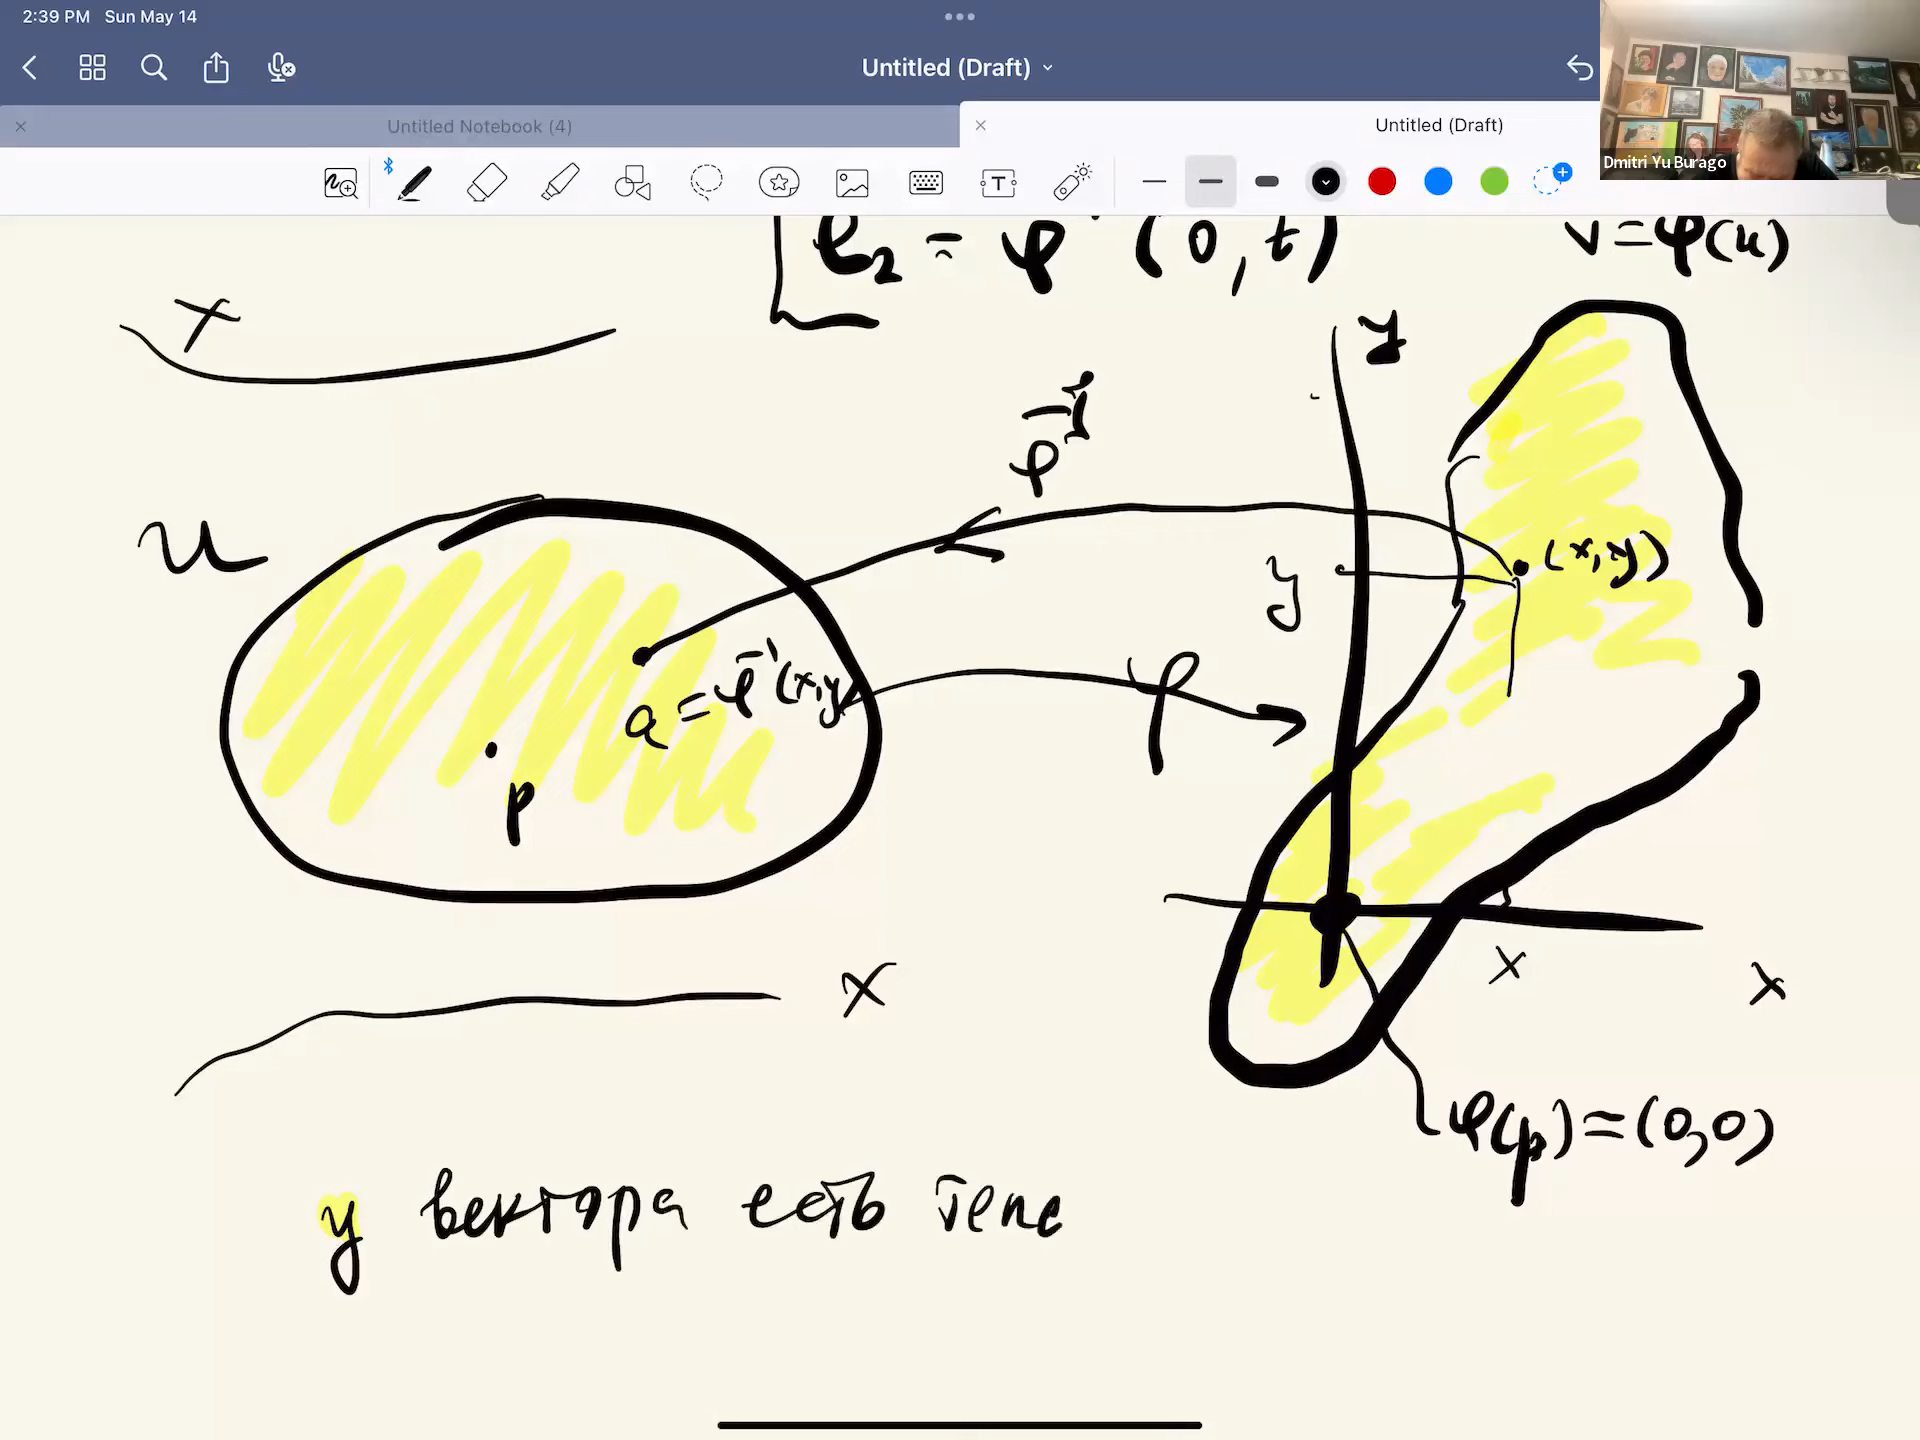 2:39 PM Sun May 14
Untitled (Draft)
Untitled Notebook (4)
Untitled (Draft)
T
Dmitri Yu Burago
e₂ = φ⁻¹(0,t)
v=φ(u)
x
y
φ⁻¹
u
y
(x,y)
a = φ⁻¹(x,y
φ
p
x
x
x
φ(p)=(0,0)
у вектора есть